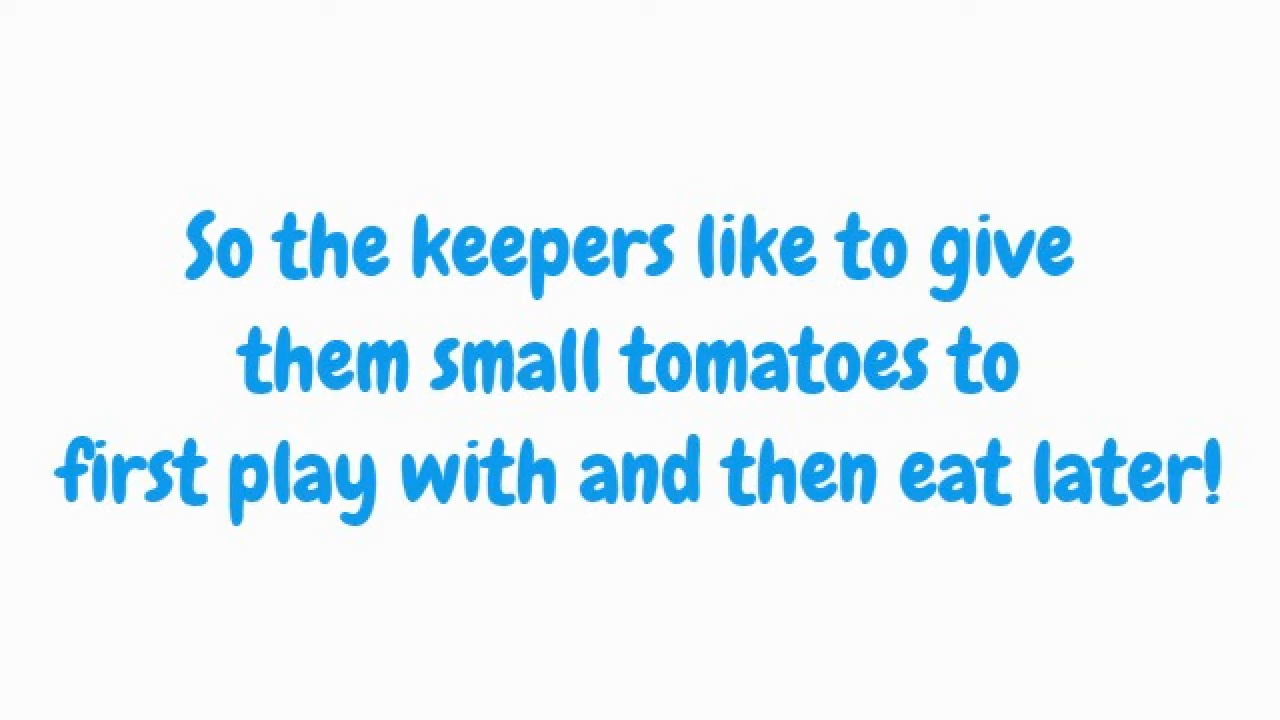 So the keepers like to give
them small tomatoes to
first play with and then eat later!